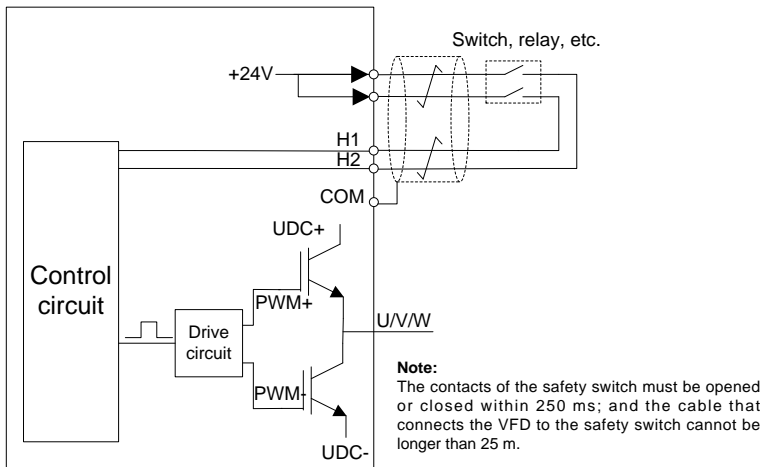 Switch, relay, etc.
+24V
H1
H2
COM
UDC+
Control
circuit
PWM+
Drive
circuit
U/V/W
PWM-
UDC-
Note:
The contacts of the safety switch must be opened
or closed within 250 ms; and the cable that
connects the VFD to the safety switch cannot be
longer than 25 m.